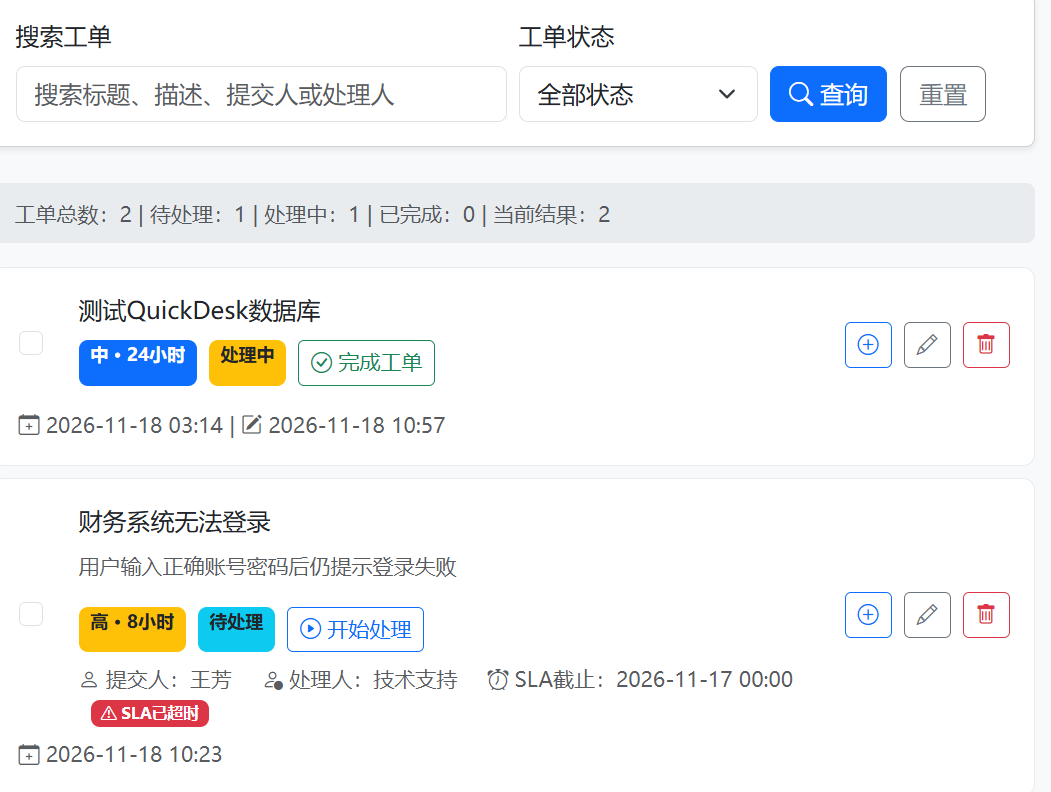 搜索工单 工单状态
搜索标题、描述、提交人或处理人 全部状态 查询 重置
工单总数：2 | 待处理：1 | 处理中：1 | 已完成：0 | 当前结果：2
测试QuickDesk数据库
中 • 24小时 处理中 完成工单
2026-11-18 03:14 | 2026-11-18 10:57
财务系统无法登录
用户输入正确账号密码后仍提示登录失败
高 • 8小时 待处理 开始处理
提交人：王芳 处理人：技术支持 SLA截止：2026-11-17 00:00
SLA已超时
2026-11-18 10:23